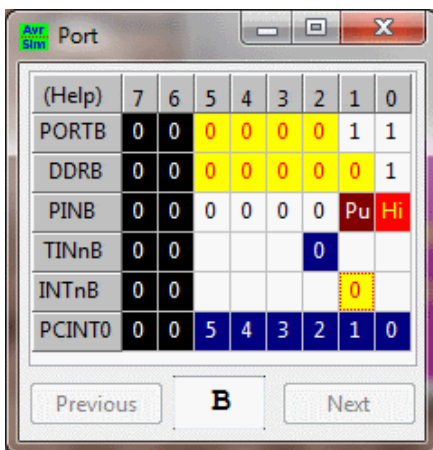 Avr Sim Port
(Help) 7 6 5 4 3 2 1 0
PORTB 0 0 0 0 0 0 1 1
DDRB 0 0 0 0 0 0 0 1
PINB 0 0 0 0 0 0 Pu Hi
TINnB 0 0 0
INTnB 0 0 0
PCINT0 0 0 5 4 3 2 1 0
Previous B Next